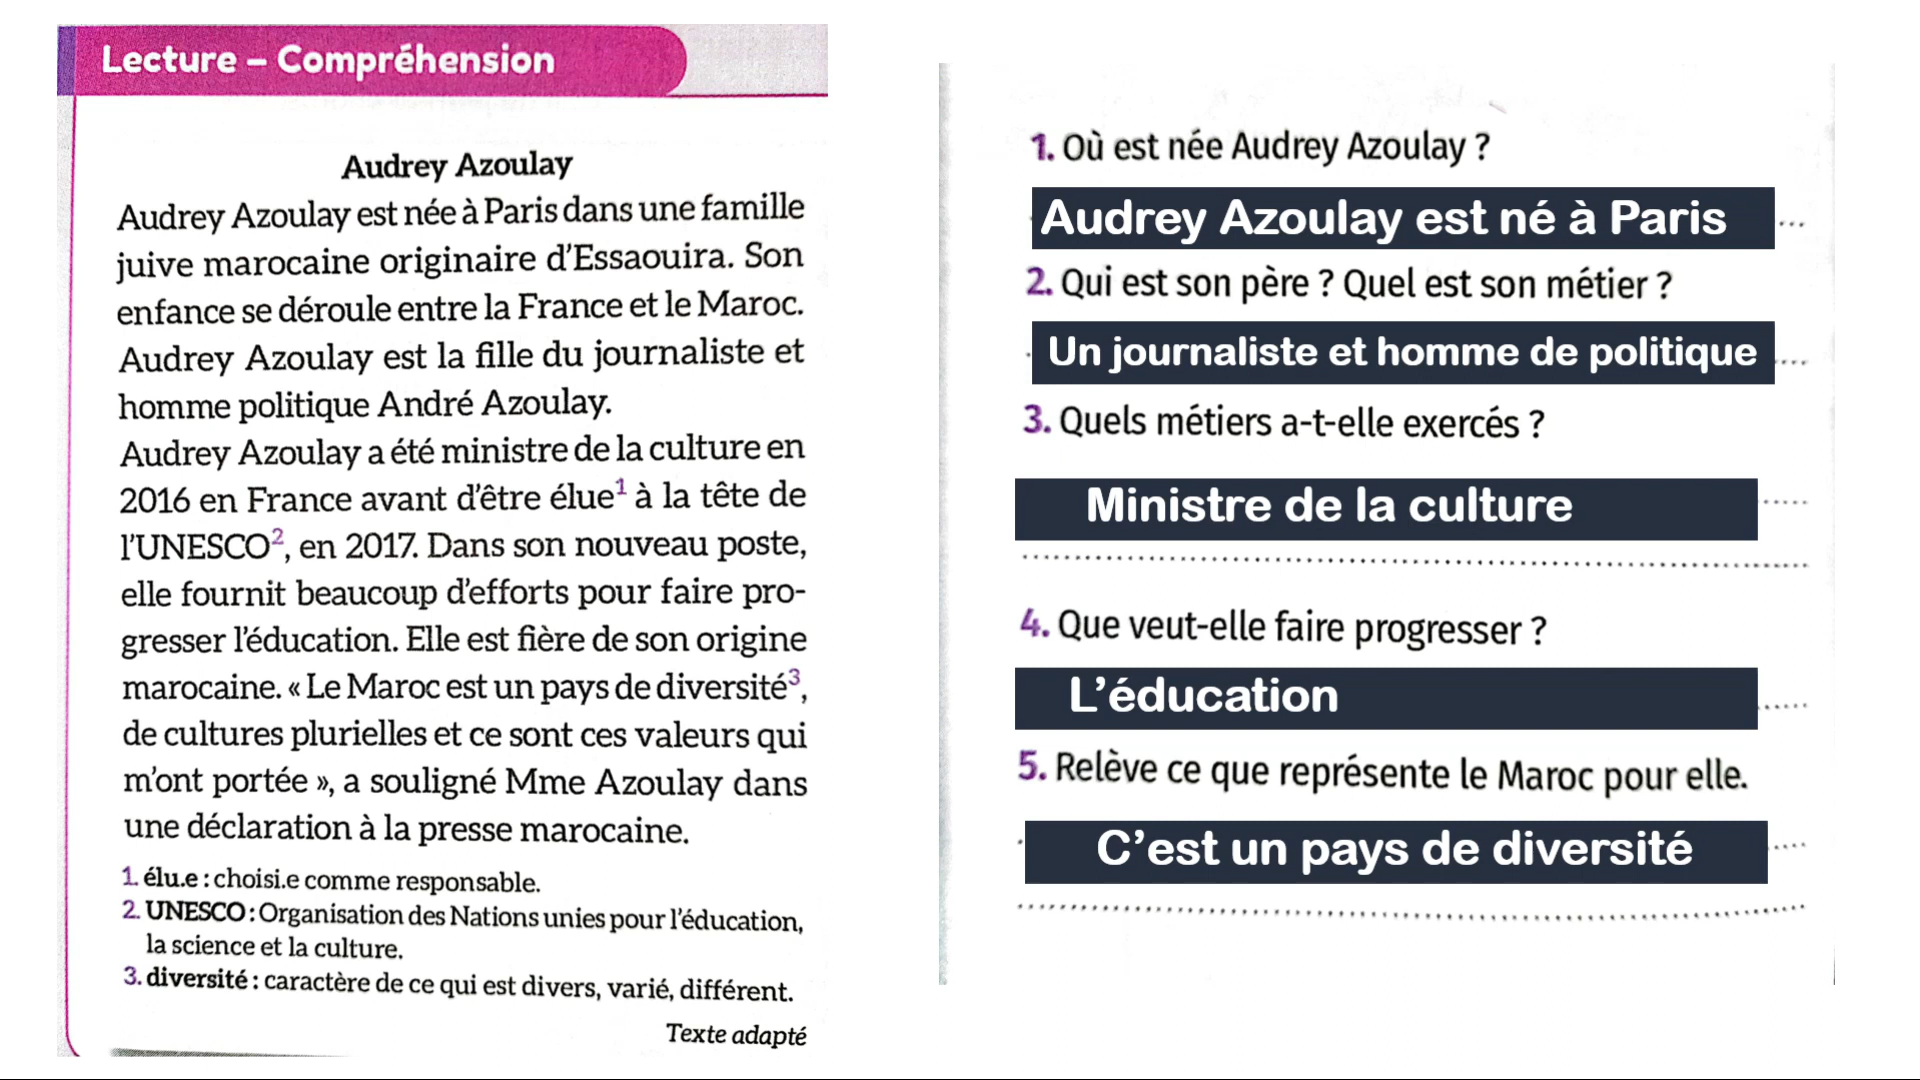 Lecture – Compréhension
Audrey Azoulay
Audrey Azoulay est née à Paris dans une famille
juive marocaine originaire d'Essaouira. Son
enfance se déroule entre la France et le Maroc.
Audrey Azoulay est la fille du journaliste et
homme politique André Azoulay.
Audrey Azoulay a été ministre de la culture en
2016 en France avant d'être élue¹ à la tête de
l'UNESCO², en 2017. Dans son nouveau poste,
elle fournit beaucoup d'efforts pour faire pro-
gresser l'éducation. Elle est fière de son origine
marocaine. « Le Maroc est un pays de diversité³,
de cultures plurielles et ce sont ces valeurs qui
m'ont portée », a souligné Mme Azoulay dans
une déclaration à la presse marocaine.
1. élu.e : choisi.e comme responsable.
2. UNESCO : Organisation des Nations unies pour l'éducation,
la science et la culture.
3. diversité : caractère de ce qui est divers, varié, différent.
Texte adapté
1. Où est née Audrey Azoulay ?
Audrey Azoulay est né à Paris
2. Qui est son père ? Quel est son métier ?
Un journaliste et homme de politique
3. Quels métiers a-t-elle exercés ?
Ministre de la culture
4. Que veut-elle faire progresser ?
L'éducation
5. Relève ce que représente le Maroc pour elle.
C'est un pays de diversité